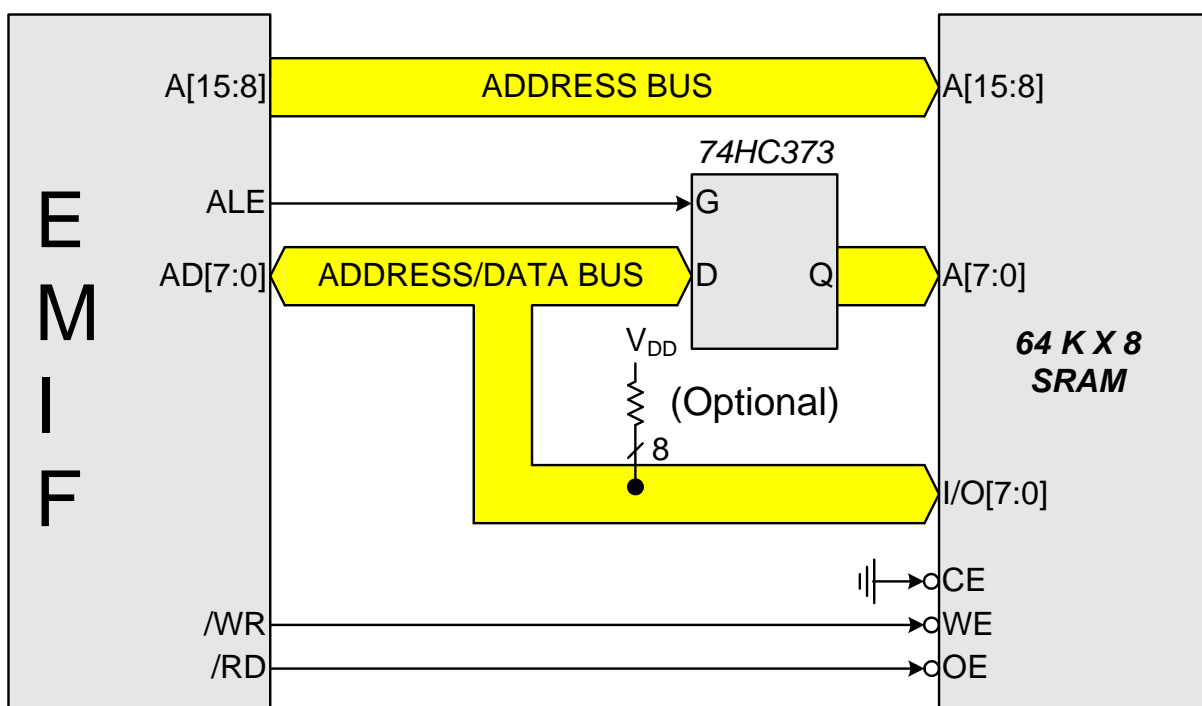 A[15:8]
ADDRESS BUS
A[15:8]
74HC373
ALE
G
AD[7:0]
ADDRESS/DATA BUS
D
Q
A[7:0]
E
M
I
F
VDD
(Optional)
8
64 K X 8
SRAM
I/O[7:0]
CE
/WR
WE
/RD
OE